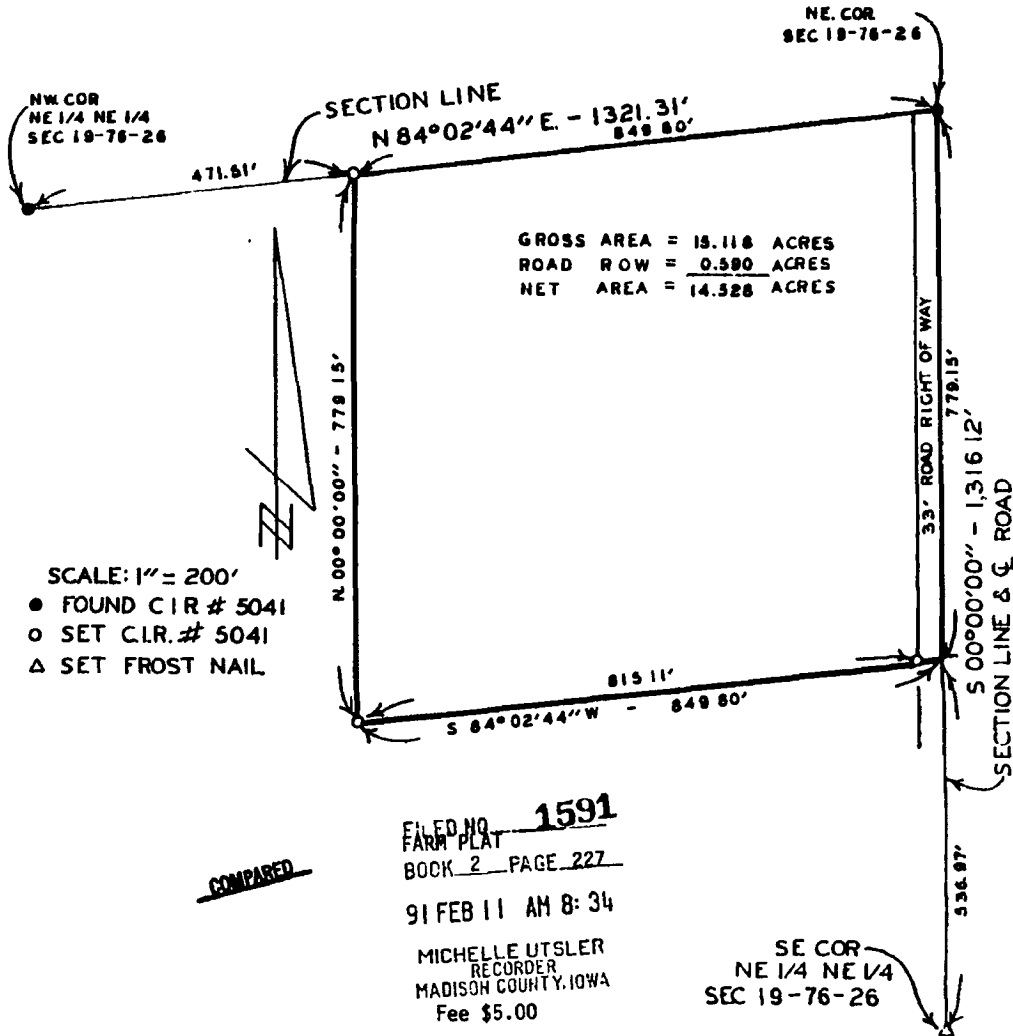 NE. COR
SEC 19-76-26
NW. COR
NE 1/4 NE 1/4
SEC 19-76-26
SECTION LINE
N 84°02'44" E. - 1321.31'
849 80'
471.51'
GROSS AREA = 15.118 ACRES
ROAD ROW = 0.590 ACRES
NET AREA = 14.528 ACRES
N. 00° 00' 00" - 779 15'
33' ROAD RIGHT OF WAY
779.15'
S 00°00'00" - 1,316 12'
SECTION LINE & ℄ ROAD
N
SCALE: 1" = 200'
● FOUND C I R # 5041
○ SET C.I.R. # 5041
△ SET FROST NAIL
815 11'
S 84° 02' 44" W - 849 80'
536.97'
FILED NO 1591
FARM PLAT
BOOK 2 PAGE 227
COMPARED
91 FEB 11 AM 8: 34
MICHELLE UTSLER
RECORDER
MADISON COUNTY, IOWA
Fee $5.00
SE COR
NE 1/4 NE 1/4
SEC 19-76-26